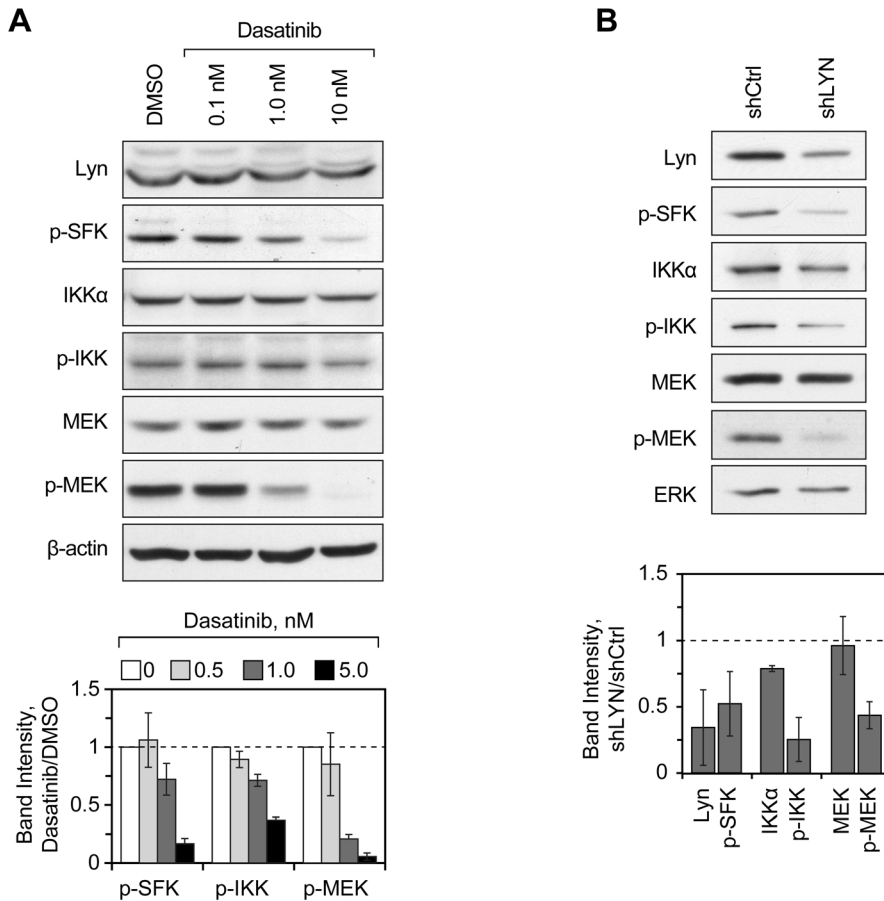 A
Dasatinib
DMSO
0.1 nM
1.0 nM
10 nM
Lyn
p-SFK
IKKα
p-IKK
MEK
p-MEK
β-actin
Dasatinib, nM
0 0.5 1.0 5.0
Band Intensity,
Dasatinib/DMSO
1.5
1
0.5
0
p-SFK p-IKK p-MEK
B
shCtrl
shLYN
Lyn
p-SFK
IKKα
p-IKK
MEK
p-MEK
ERK
Band Intensity,
shLYN/shCtrl
1.5
1
0.5
0
Lyn
p-SFK
IKKα
p-IKK
MEK
p-MEK